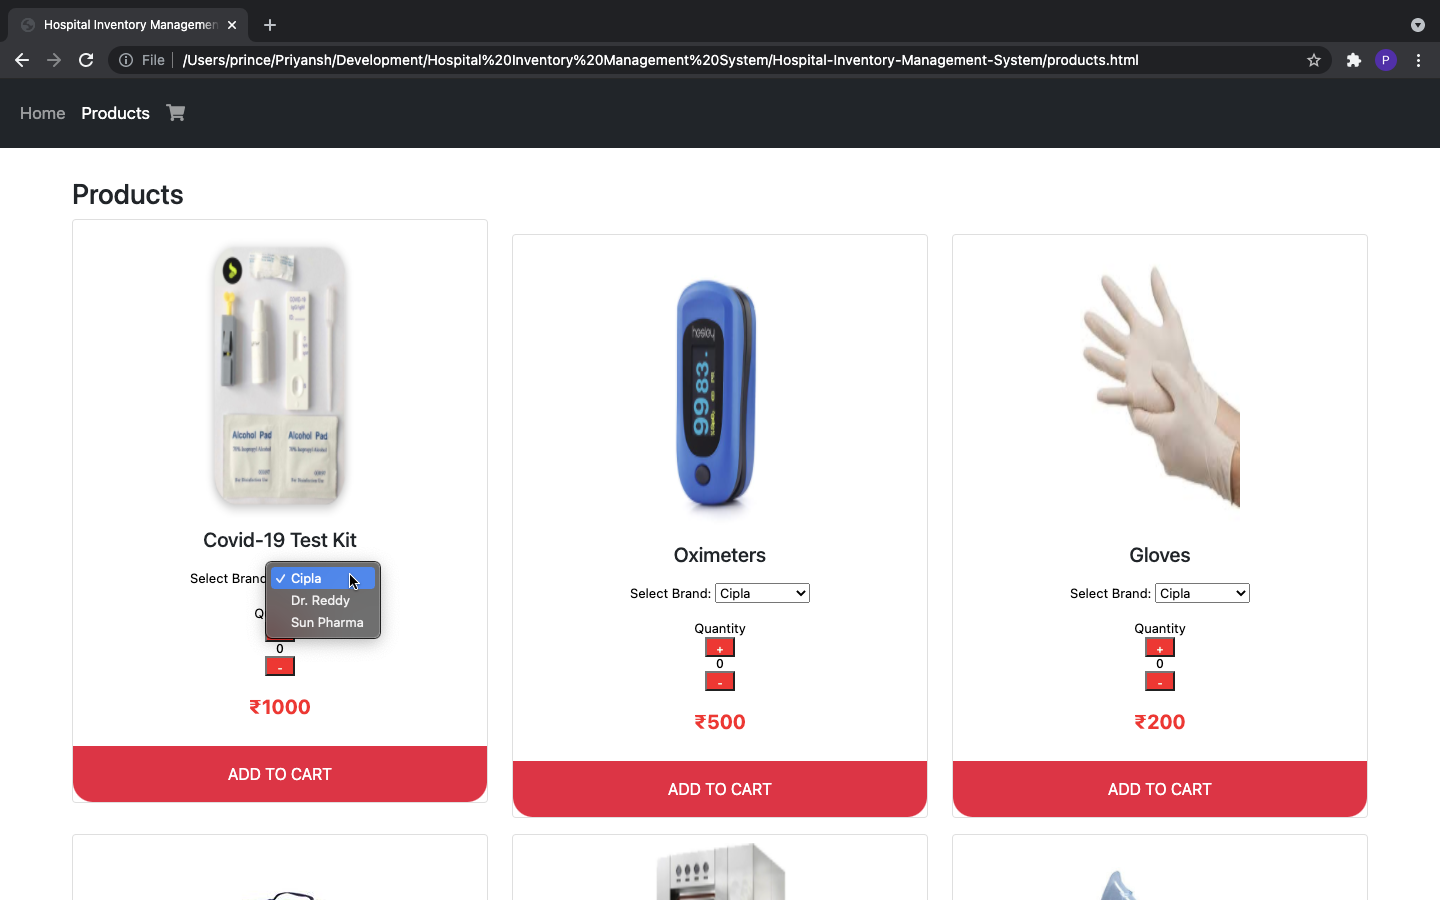 Hospital Inventory Managemen
File
/Users/prince/Priyansh/Development/Hospital%20Inventory%20Management%20System/Hospital-Inventory-Management-System/products.html
P
Home
Products
Products
COVID-19
Alcohol Pad
Alcohol Pad
Covid-19 Test Kit
Select Brand
Cipla
Dr. Reddy
Sun Pharma
Q
0
-
₹1000
ADD TO CART
hesley
99 83
Oximeters
Select Brand: Cipla
Quantity
+
0
-
₹500
ADD TO CART
Gloves
Select Brand: Cipla
Quantity
+
0
-
₹200
ADD TO CART